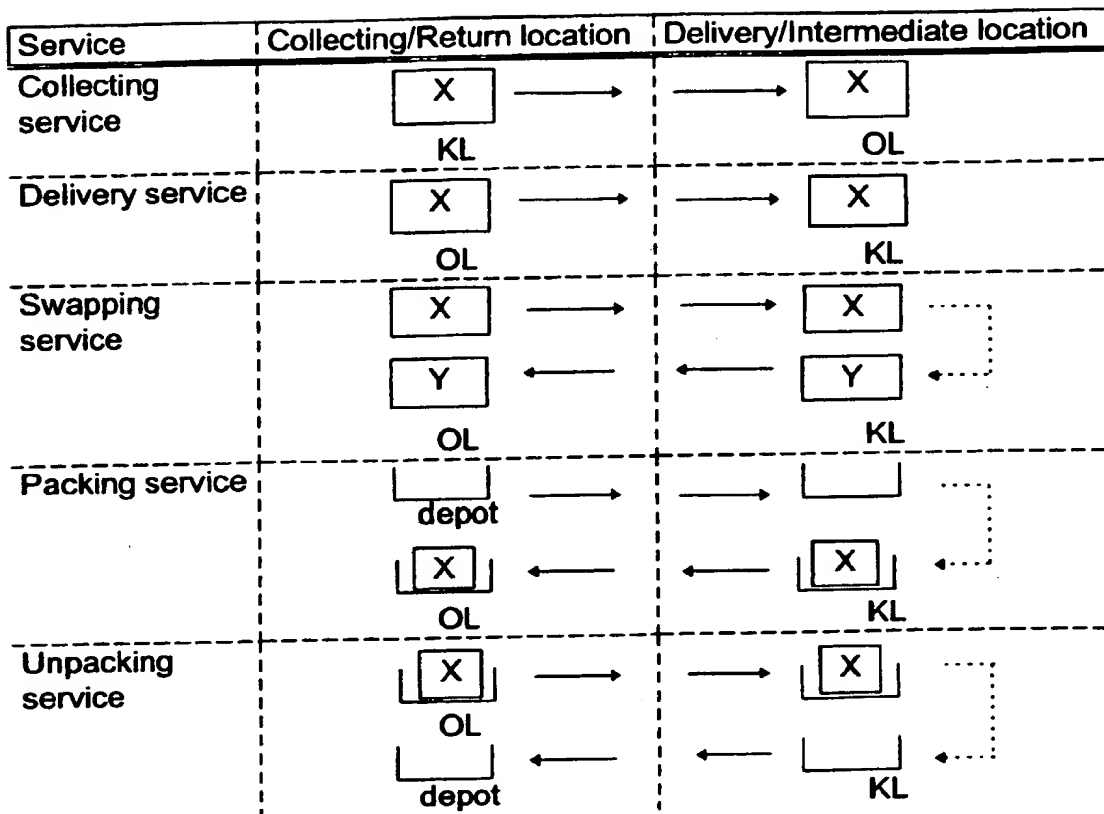 Service Collecting/Return location Delivery/Intermediate location
Collecting
service
X X
KL OL
Delivery service
X X
OL KL
Swapping
service
X X
Y Y
OL KL
Packing service
depot
X X
OL KL
Unpacking
service
X X
OL
depot KL